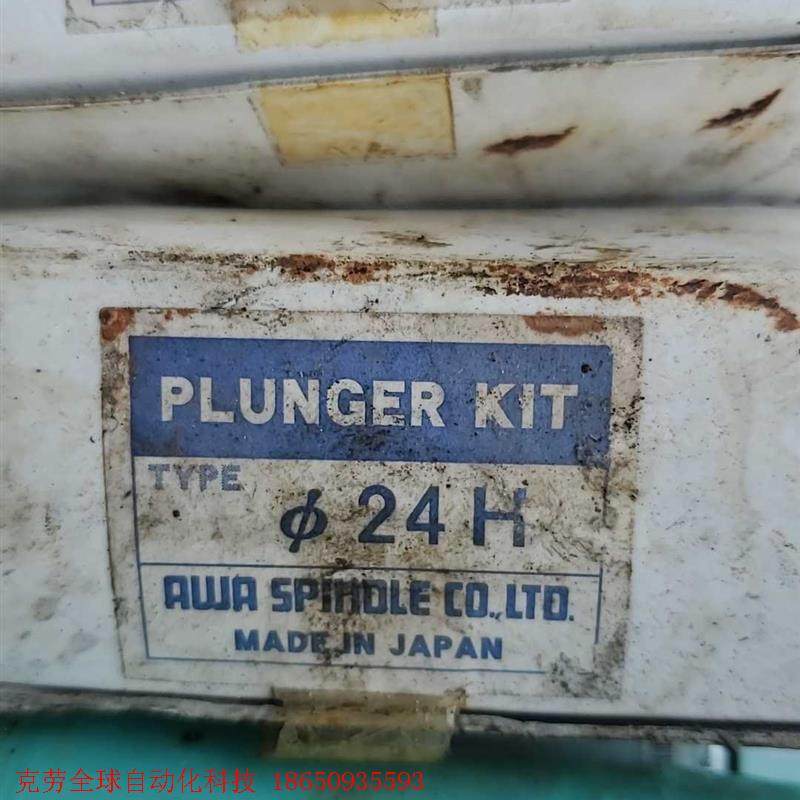 PLUNGER KIT
TYPE
φ 24 H
AWA SPINDLE CO.,LTD.
MADE IN JAPAN
克劳全球自动化科技 18650935593